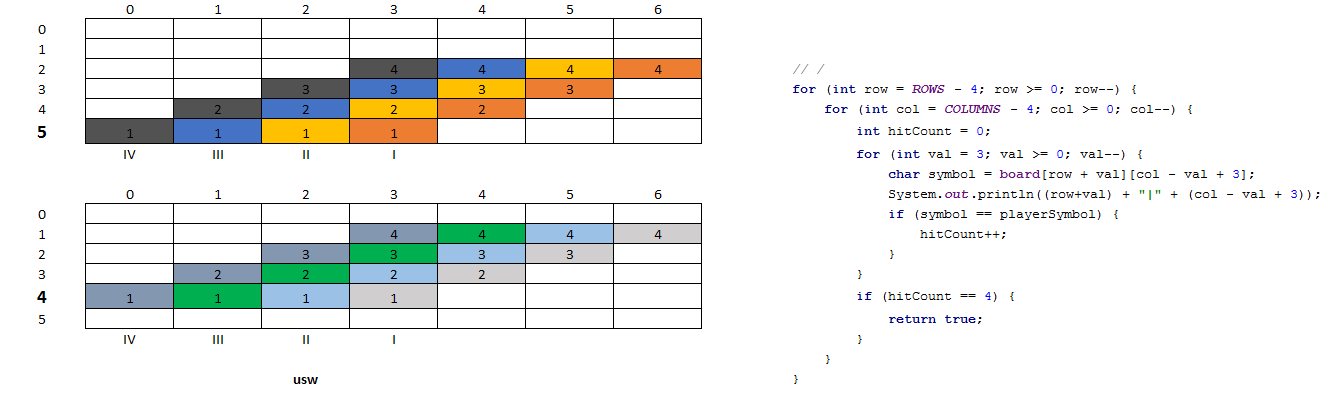 0 1 2 3 4 5 6
0
1
2 4 4 4 4
3 3 3 3 3
4 2 2 2 2
5 1 1 1 1
IV III II I
0 1 2 3 4 5 6
0
1 4 4 4 4
2 3 3 3 3
3 2 2 2 2
4 1 1 1 1
5
IV III II I
usw
// /
for (int row = ROWS - 4; row >= 0; row--) {
    for (int col = COLUMNS - 4; col >= 0; col--) {
        int hitCount = 0;
        for (int val = 3; val >= 0; val--) {
            char symbol = board[row + val][col - val + 3];
            System.out.println((row+val) + "|" + (col - val + 3));
            if (symbol == playerSymbol) {
                hitCount++;
            }
        }
        if (hitCount == 4) {
            return true;
        }
    }
}